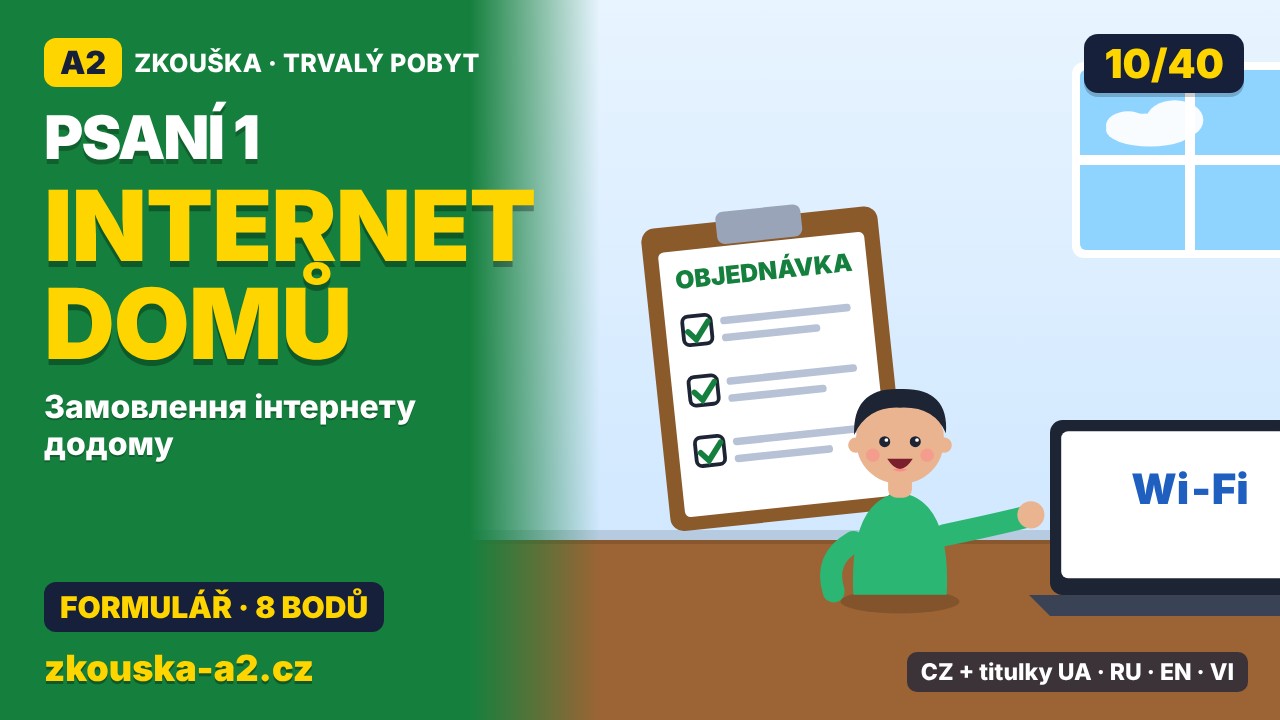 A2 ZKOUŠKA · TRVALÝ POBYT
10/40
PSANÍ 1
INTERNET
DOMŮ
Замовлення інтернету
додому
OBJEDNÁVKA
Wi-Fi
FORMULÁŘ · 8 BODŮ
zkouska-a2.cz
CZ + titulky UA · RU · EN · VI